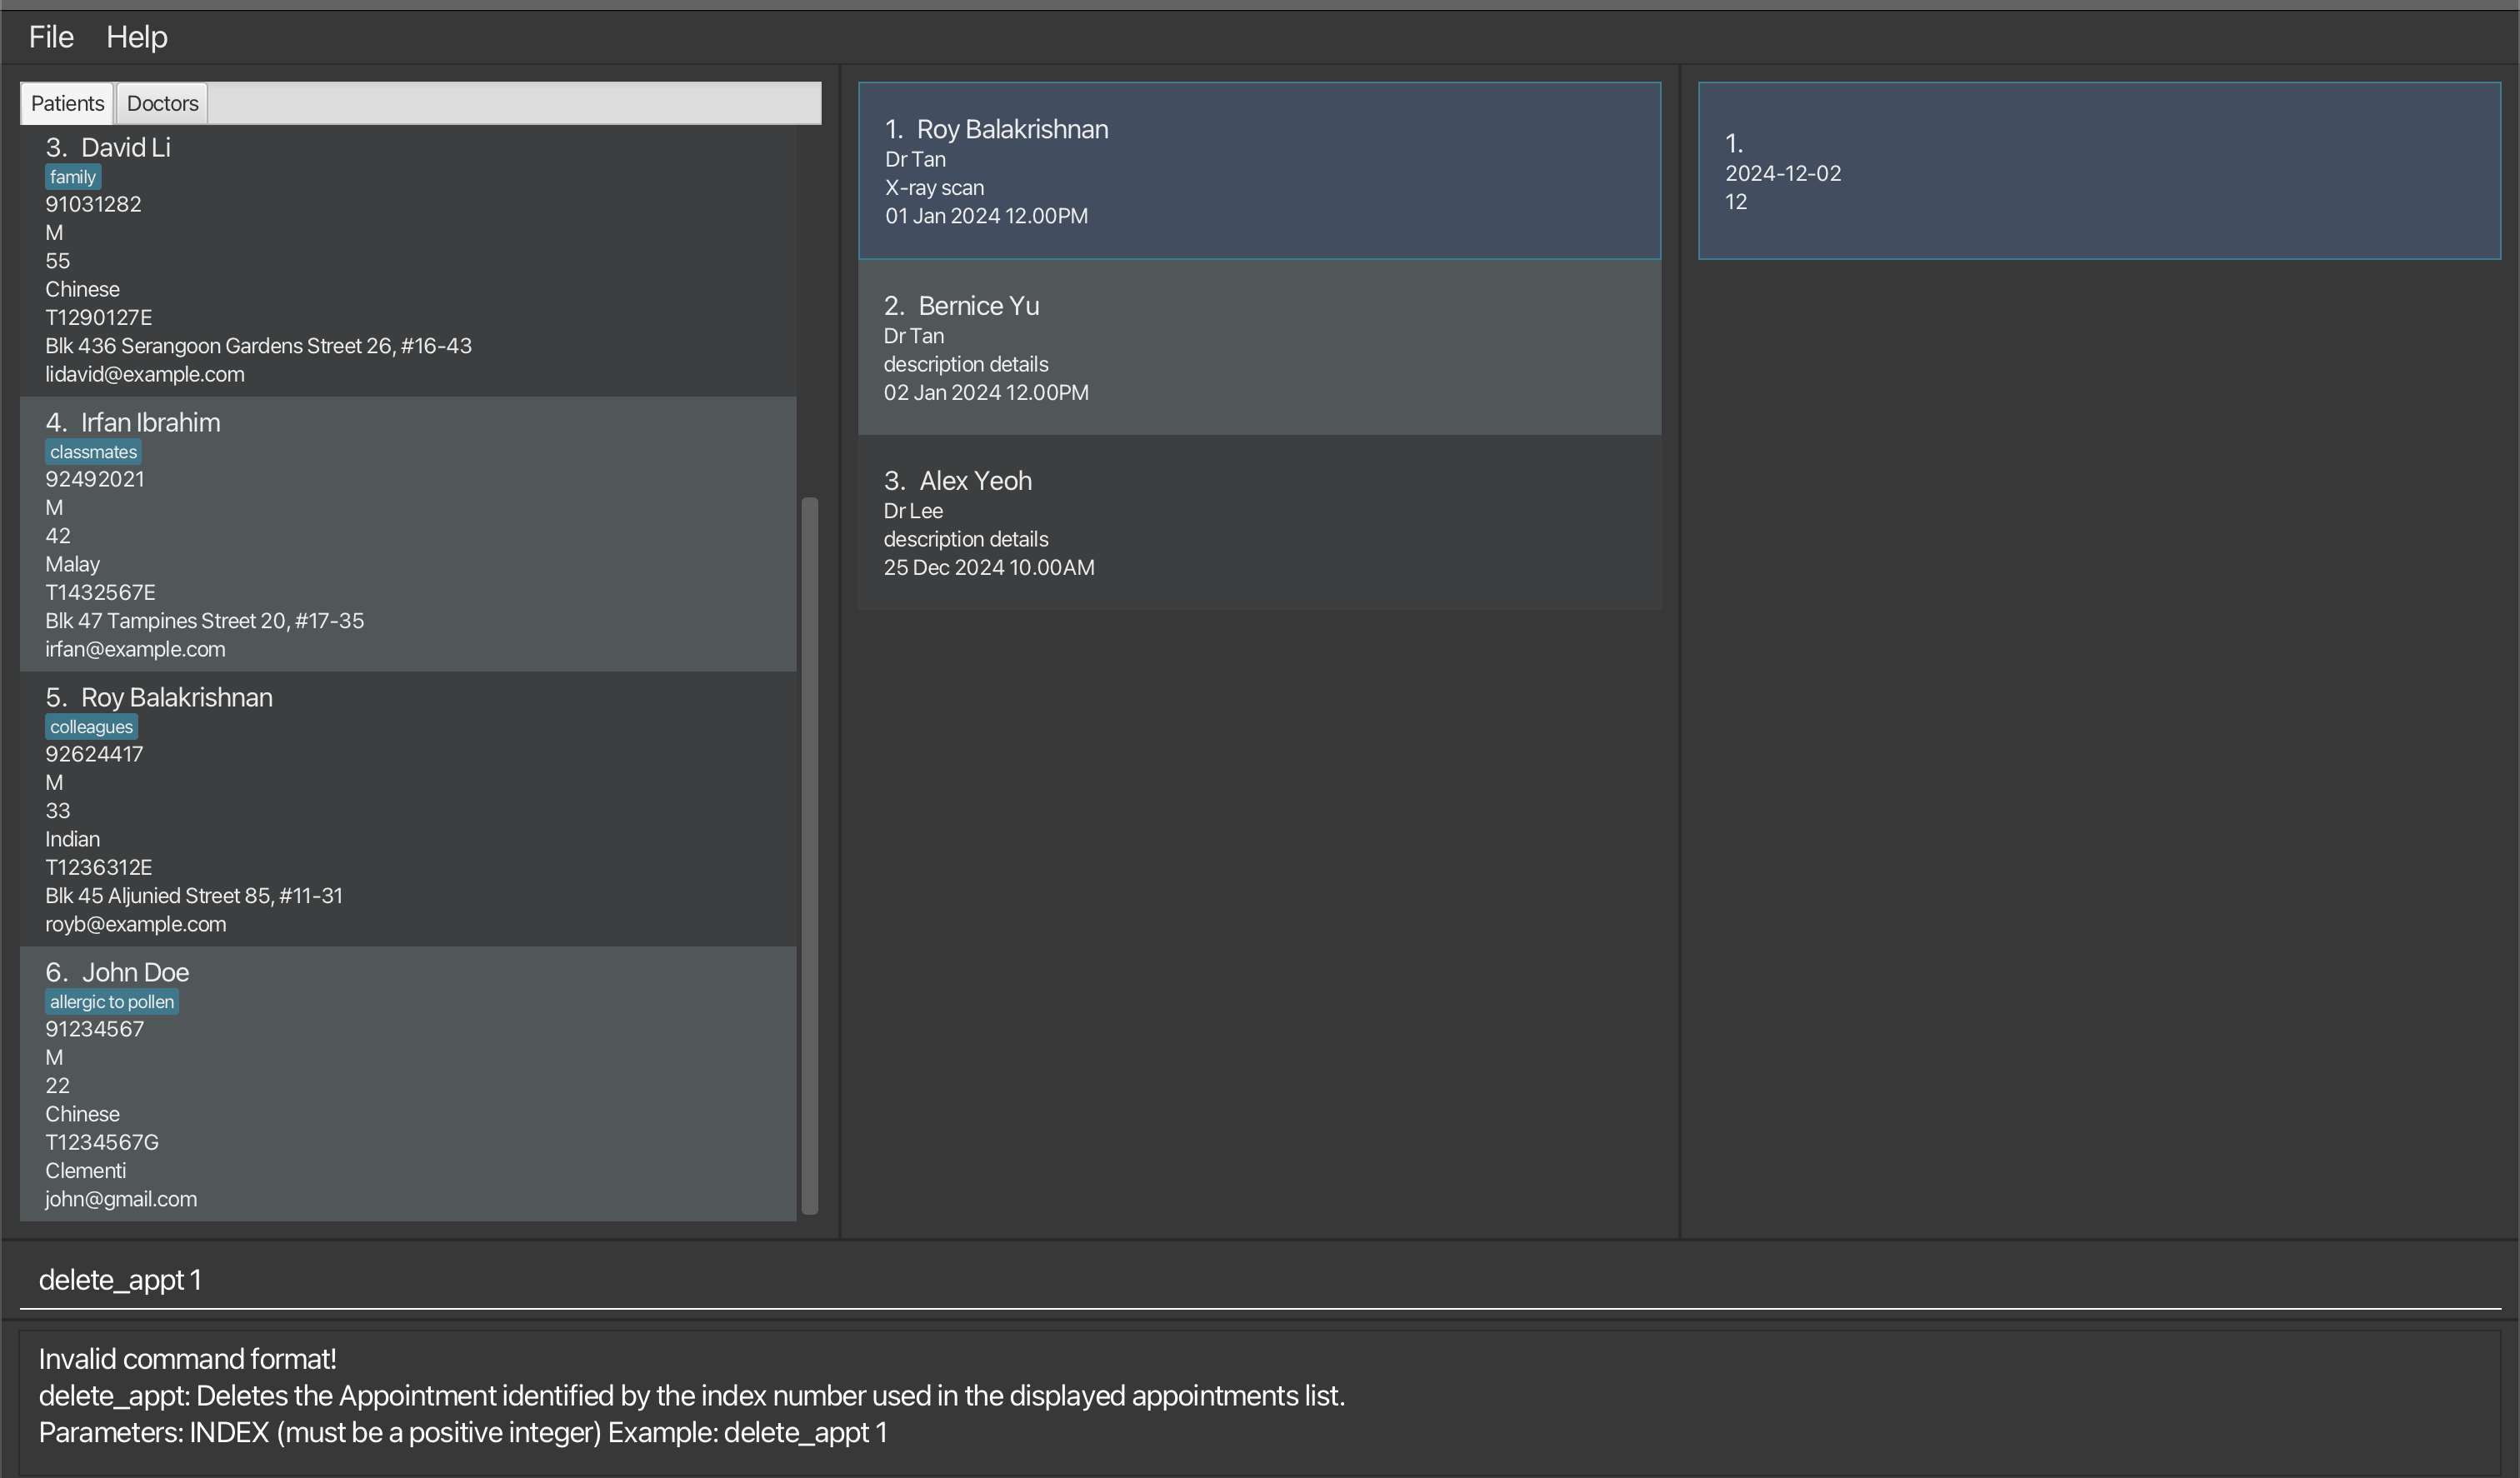 File Help
Patients Doctors
3. David Li
family
91031282
M
55
Chinese
T1290127E
Blk 436 Serangoon Gardens Street 26, #16-43
lidavid@example.com
4. Irfan Ibrahim
classmates
92492021
M
42
Malay
T1432567E
Blk 47 Tampines Street 20, #17-35
irfan@example.com
5. Roy Balakrishnan
colleagues
92624417
M
33
Indian
T1236312E
Blk 45 Aljunied Street 85, #11-31
royb@example.com
6. John Doe
allergic to pollen
91234567
M
22
Chinese
T1234567G
Clementi
john@gmail.com
1. Roy Balakrishnan
Dr Tan
X-ray scan
01 Jan 2024 12.00PM
2. Bernice Yu
Dr Tan
description details
02 Jan 2024 12.00PM
3. Alex Yeoh
Dr Lee
description details
25 Dec 2024 10.00AM
1.
2024-12-02
12
delete_appt 1
Invalid command format!
delete_appt: Deletes the Appointment identified by the index number used in the displayed appointments list.
Parameters: INDEX (must be a positive integer) Example: delete_appt 1